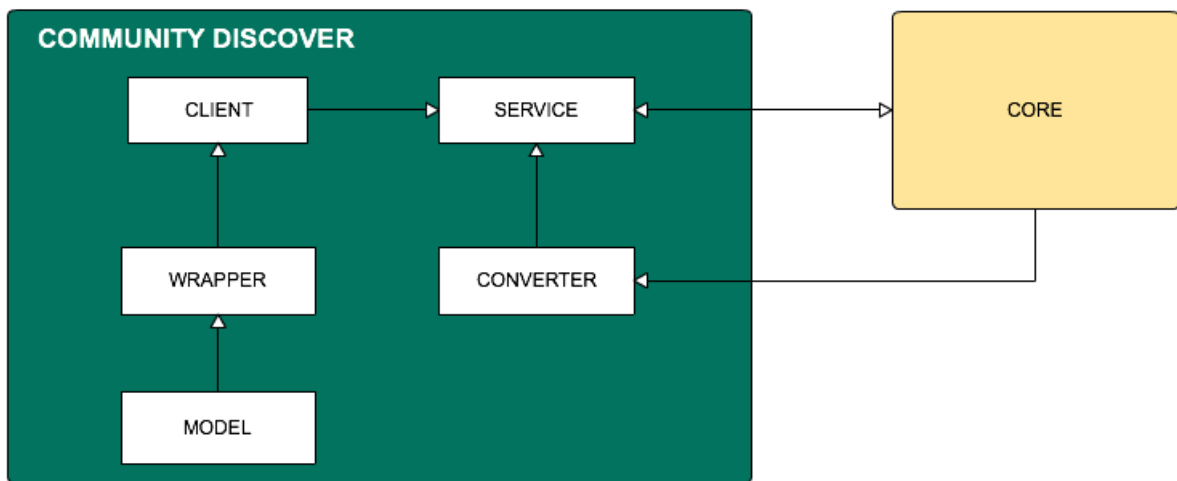 COMMUNITY DISCOVER
CLIENT
SERVICE
CORE
WRAPPER
CONVERTER
MODEL